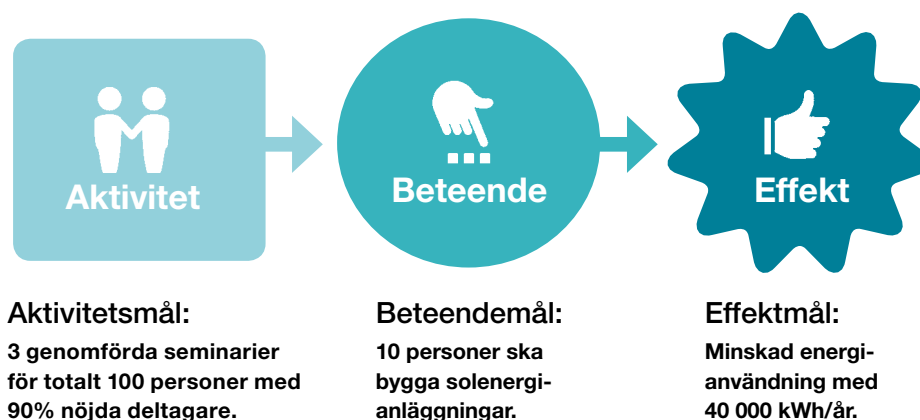 Aktivitet
Beteende
Effekt
Aktivitetsmål:
3 genomförda seminarier
för totalt 100 personer med
90% nöjda deltagare.
Beteendemål:
10 personer ska
bygga solenergi-
anläggningar.
Effektmål:
Minskad energi-
användning med
40 000 kWh/år.